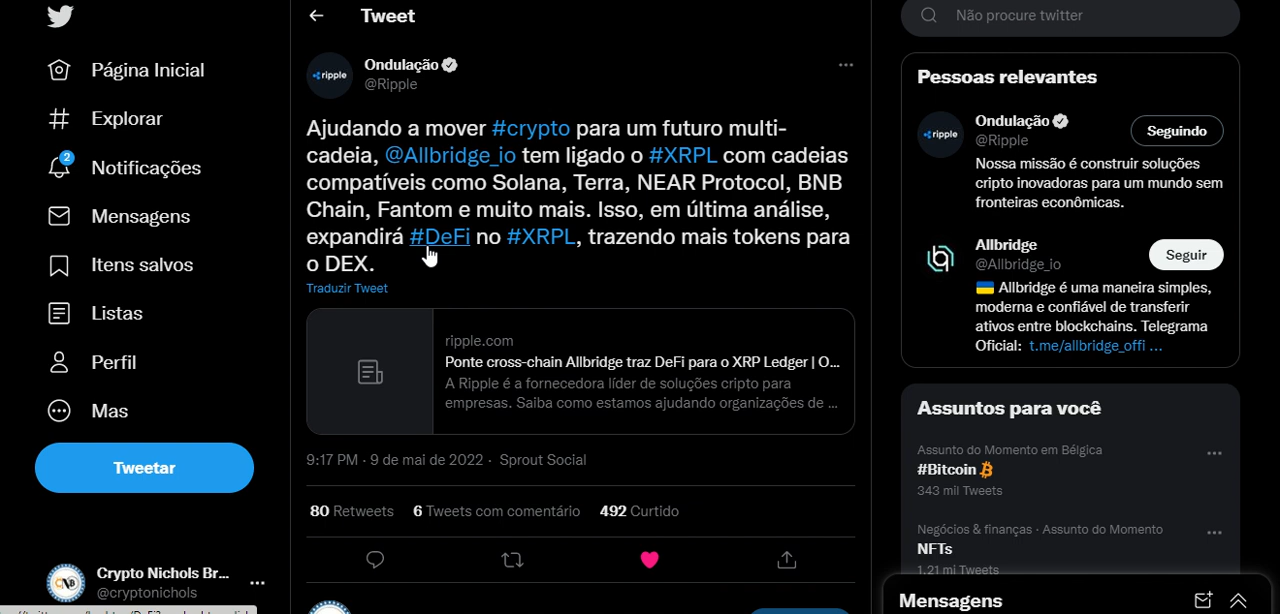 Tweet
Não procure twitter
Página Inicial
Explorar
2
Notificações
Mensagens
Itens salvos
Listas
Perfil
Mas
Tweetar
Crypto Nichols Br...
@cryptonichols
ripple
Ondulação
@Ripple
Ajudando a mover #crypto para um futuro multi-
cadeia, @Allbridge_io tem ligado o #XRPL com cadeias
compatíveis como Solana, Terra, NEAR Protocol, BNB
Chain, Fantom e muito mais. Isso, em última análise,
expandirá #DeFi no #XRPL, trazendo mais tokens para
o DEX.
Traduzir Tweet
ripple.com
Ponte cross-chain Allbridge traz DeFi para o XRP Ledger | O...
A Ripple é a fornecedora líder de soluções cripto para
empresas. Saiba como estamos ajudando organizações de ...
9:17 PM · 9 de mai de 2022 · Sprout Social
80 Retweets 6 Tweets com comentário 492 Curtido
Pessoas relevantes
ripple
Ondulação
@Ripple
Seguindo
Nossa missão é construir soluções
cripto inovadoras para um mundo sem
fronteiras econômicas.
Allbridge
@Allbridge_io
Seguir
Allbridge é uma maneira simples,
moderna e confiável de transferir
ativos entre blockchains. Telegrama
Oficial: t.me/allbridge_offi ...
Assuntos para você
Assunto do Momento em Bélgica
#Bitcoin
343 mil Tweets
Negócios & finanças · Assunto do Momento
NFTs
1,21 mi Tweets
Mensagens